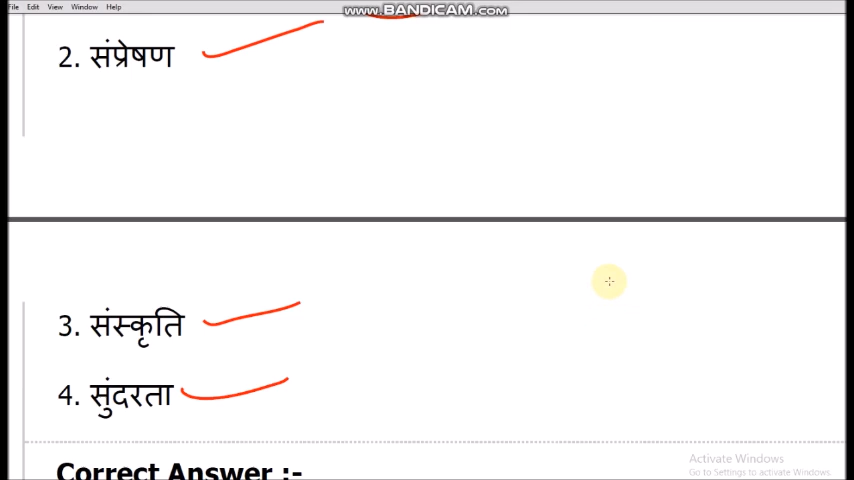 File Edit View Window Help
www.BANDICAM.com
2. संप्रेषण
3. संस्कृति
4. सुंदरता
Correct Answer :-
Activate Windows
Go to Settings to activate Windows.